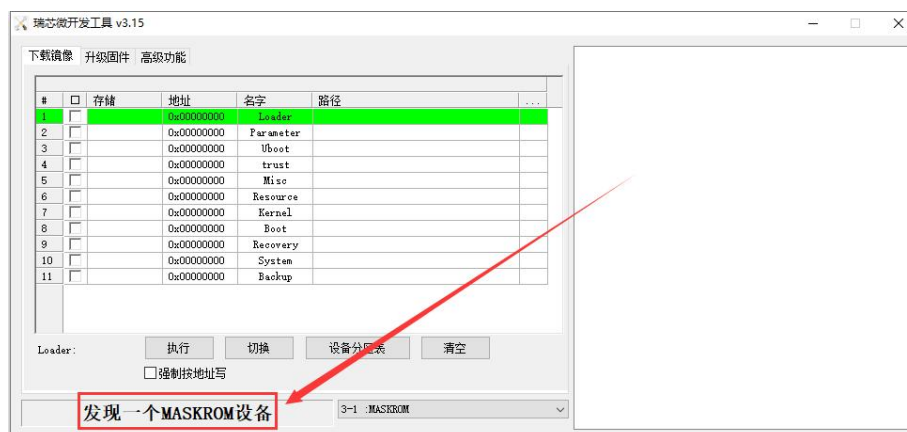 瑞芯微开发工具 v3.15
下载镜像 升级固件 高级功能
# 存储 地址 名字 路径 ...
1 0x00000000 Loader
2 0x00000000 Parameter
3 0x00000000 Uboot
4 0x00000000 trust
5 0x00000000 Misc
6 0x00000000 Resource
7 0x00000000 Kernel
8 0x00000000 Boot
9 0x00000000 Recovery
10 0x00000000 System
11 0x00000000 Backup
Loader: 执行 切换 设备分区表 清空
强制按地址写
发现一个MASKROM设备 3-1 :MASKROM